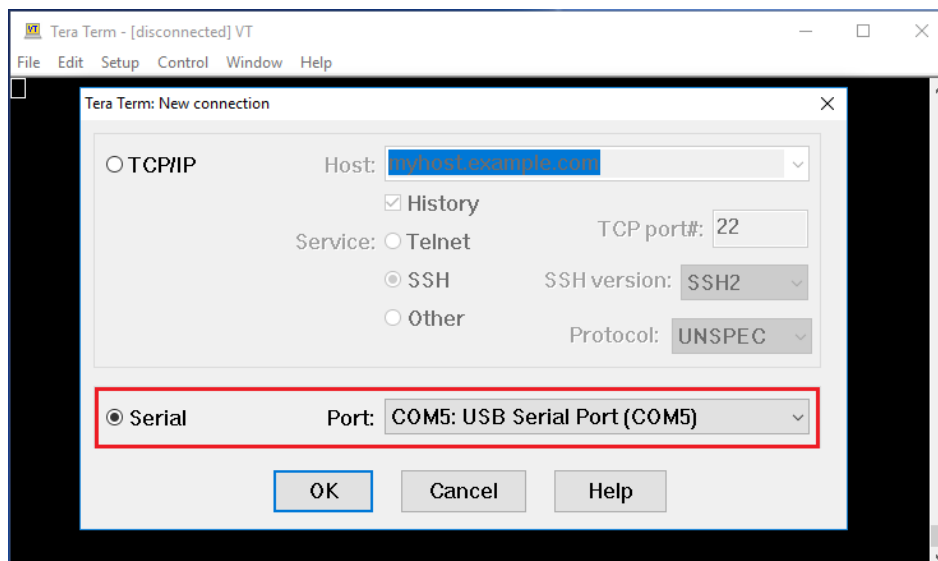 VT Tera Term - [disconnected] VT
File Edit Setup Control Window Help
Tera Term: New connection
TCP/IP Host: myhost.example.com
History
Service: Telnet TCP port#: 22
SSH SSH version: SSH2
Other Protocol: UNSPEC
Serial Port: COM5: USB Serial Port (COM5)
OK Cancel Help